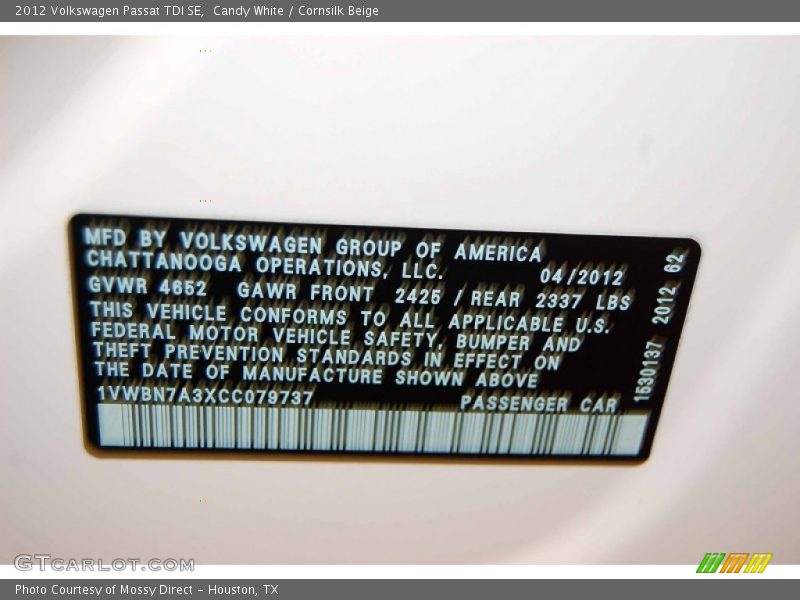 2012 Volkswagen Passat TDI SE, Candy White / Cornsilk Beige
MFD BY VOLKSWAGEN GROUP OF AMERICA
CHATTANOOGA OPERATIONS, LLC. 04/2012
GVWR 4652 GAWR FRONT 2425 / REAR 2337 LBS
THIS VEHICLE CONFORMS TO ALL APPLICABLE U.S.
FEDERAL MOTOR VEHICLE SAFETY, BUMPER AND
THEFT PREVENTION STANDARDS IN EFFECT ON
THE DATE OF MANUFACTURE SHOWN ABOVE
1VWBN7A3XCC079737 PASSENGER CAR
1530137 2012 62
GTCARLOT.COM
Photo Courtesy of Mossy Direct - Houston, TX